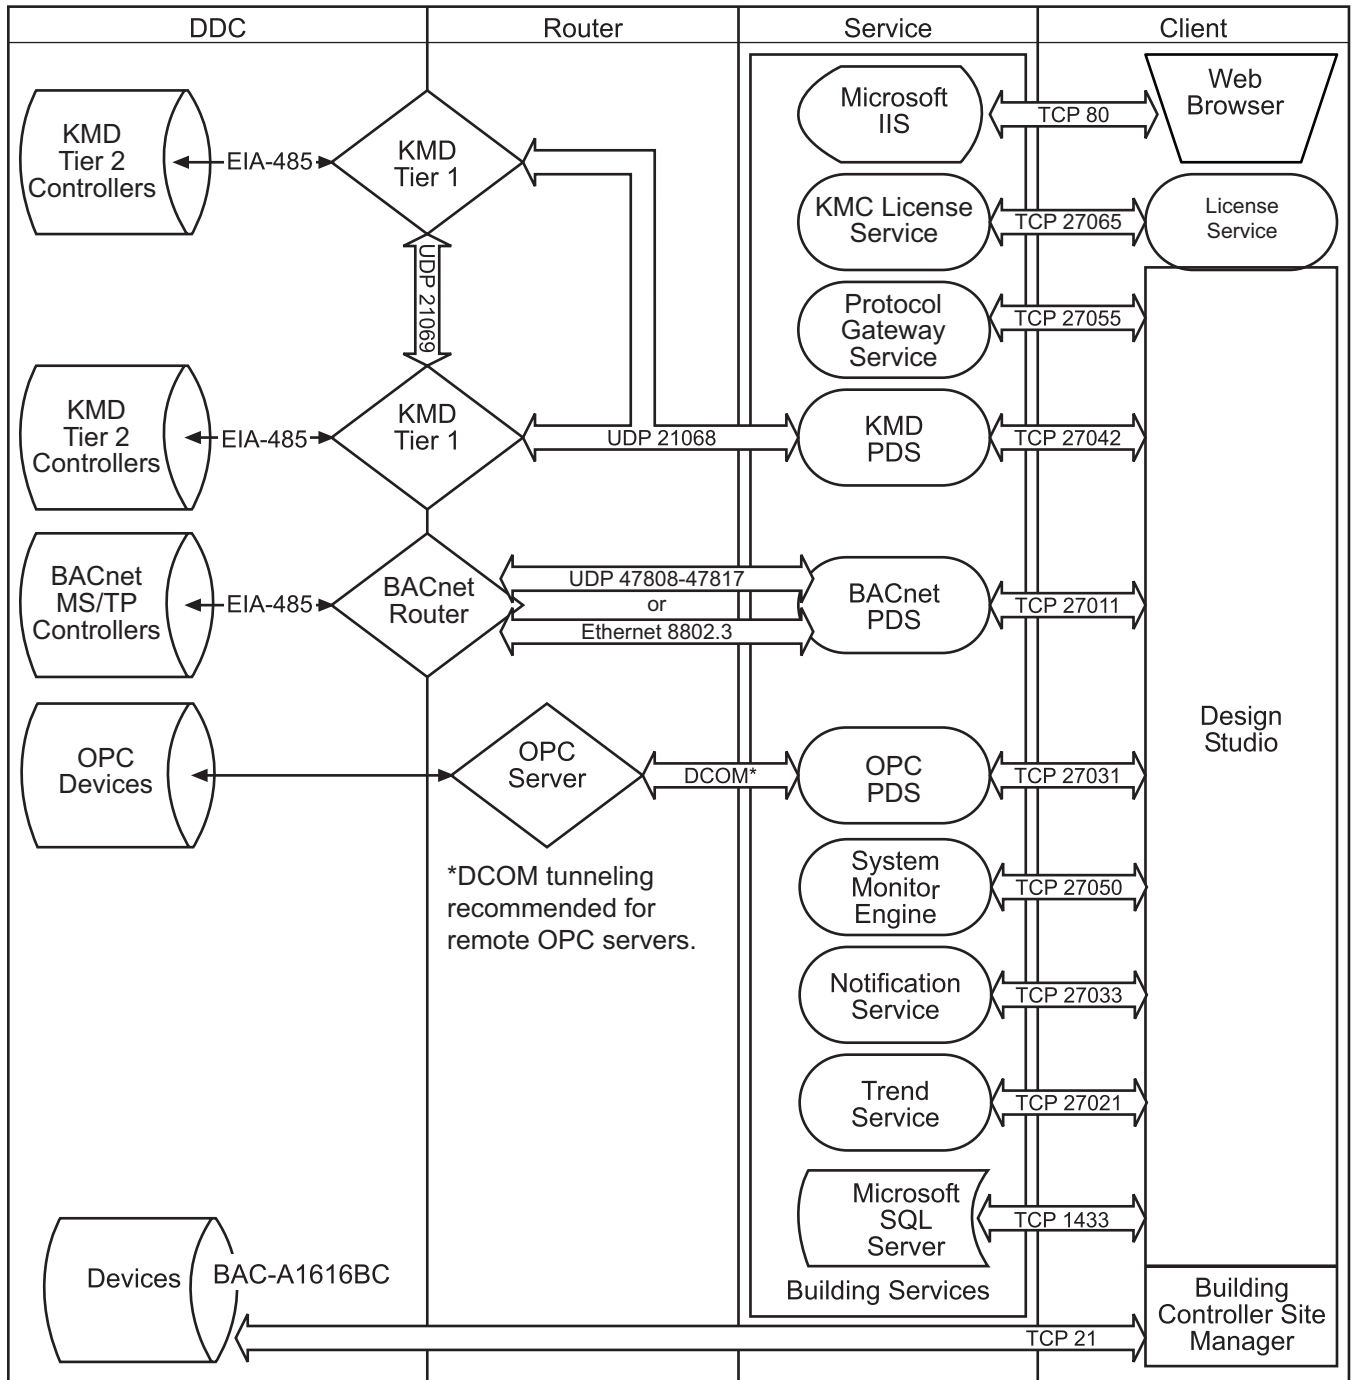 DDC
Router
Service
Client
KMD
Tier 2
Controllers
EIA-485
KMD
Tier 1
Microsoft
IIS
TCP 80
Web
Browser
KMC License
Service
TCP 27065
License
Service
UDP 21069
Protocol
Gateway
Service
TCP 27055
KMD
Tier 2
Controllers
EIA-485
KMD
Tier 1
UDP 21068
KMD
PDS
TCP 27042
BACnet
MS/TP
Controllers
EIA-485
BACnet
Router
UDP 47808-47817
or
Ethernet 8802.3
BACnet
PDS
TCP 27011
Design
Studio
OPC
Devices
OPC
Server
DCOM*
OPC
PDS
TCP 27031
*DCOM tunneling
recommended for
remote OPC servers.
System
Monitor
Engine
TCP 27050
Notification
Service
TCP 27033
Trend
Service
TCP 27021
Microsoft
SQL
Server
TCP 1433
Building Services
Devices
BAC-A1616BC
TCP 21
Building
Controller Site
Manager